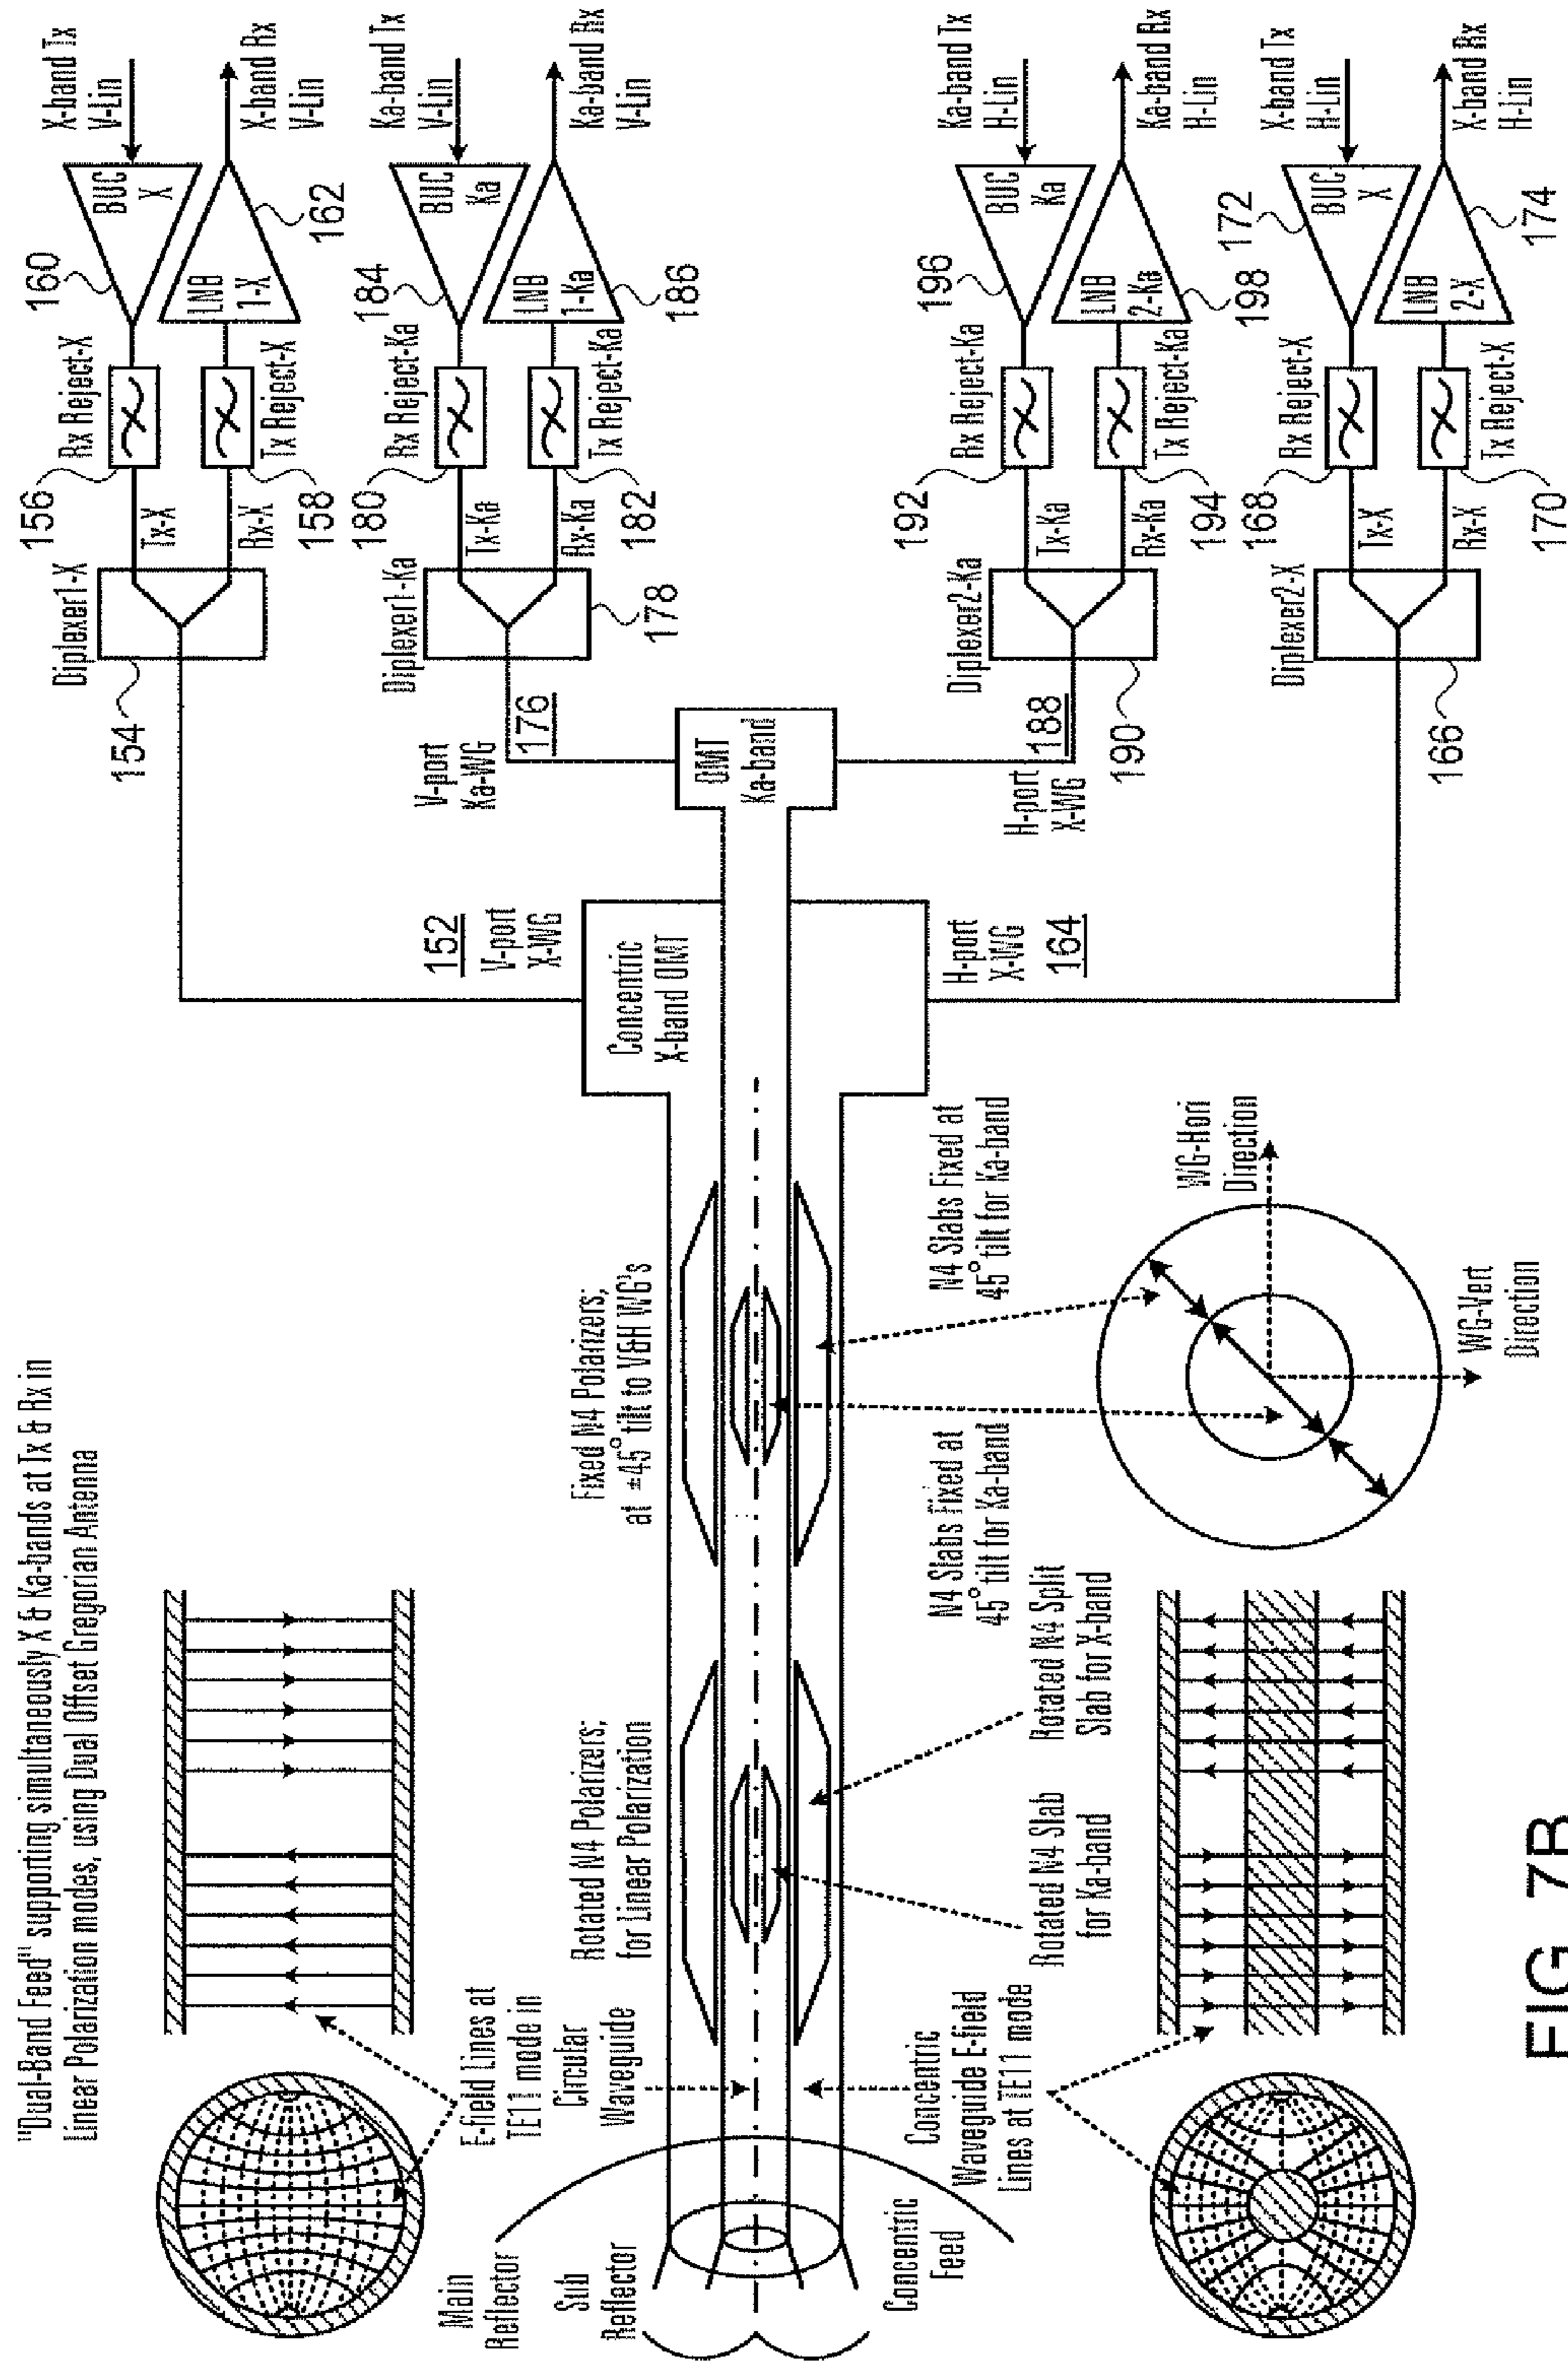 "Dual-Band Feed" supporting simultaneously X & Ka-bands at Tx & Rx in
Linear Polarization modes, using Dual Offset Gregorian Antenna
E-field Lines at
TE11 mode in
Circular
Waveguide
Main
Reflector
Sub
Reflector
Concentric
Feed
Concentric
Waveguide E-field
Lines at TE11 mode
Rotated N4 Polarizers;
for Linear Polarization
Rotated N4 Slab
for Ka-band
Rotated N4 Split
Slab for X-band
Fixed N4 Polarizers;
at ±45° tilt to V&H WG's
N4 Slabs Fixed at
45° tilt for Ka-band
N4 Slabs Fixed at
45° tilt for Ka-band
WG-Hori
Direction
WG-Vert
Direction
Concentric
X-band OMT
152
V-port
X-WG
H-port
X-WG
164
OMT
Ka-band
V-port
Ka-WG
176
H-port
X-WG
188
Diplexer1-X
154
Tx-X
Rx-X
156
Rx Reject-X
158
Tx Reject-X
160
BUC
X
LNB
1-X
162
X-band Tx
V-Lin
X-band Rx
V-Lin
Diplexer1-Ka
178
Tx-Ka
Rx-Ka
180
Rx Reject-Ka
182
Tx Reject-Ka
184
BUC
Ka
LNB
1-Ka
186
Ka-band Tx
V-Lin
Ka-band Rx
V-Lin
Diplexer2-Ka
190
Tx-Ka
Rx-Ka
192
Rx Reject-Ka
194
Tx Reject-Ka
196
BUC
Ka
LNB
2-Ka
198
Ka-band Tx
H-Lin
Ka-band Rx
H-Lin
Diplexer2-X
166
Tx-X
Rx-X
168
Rx Reject-X
170
Tx Reject-X
172
BUC
X
LNB
2-X
174
X-band Tx
H-Lin
X-band Rx
H-Lin
FIG. 7B